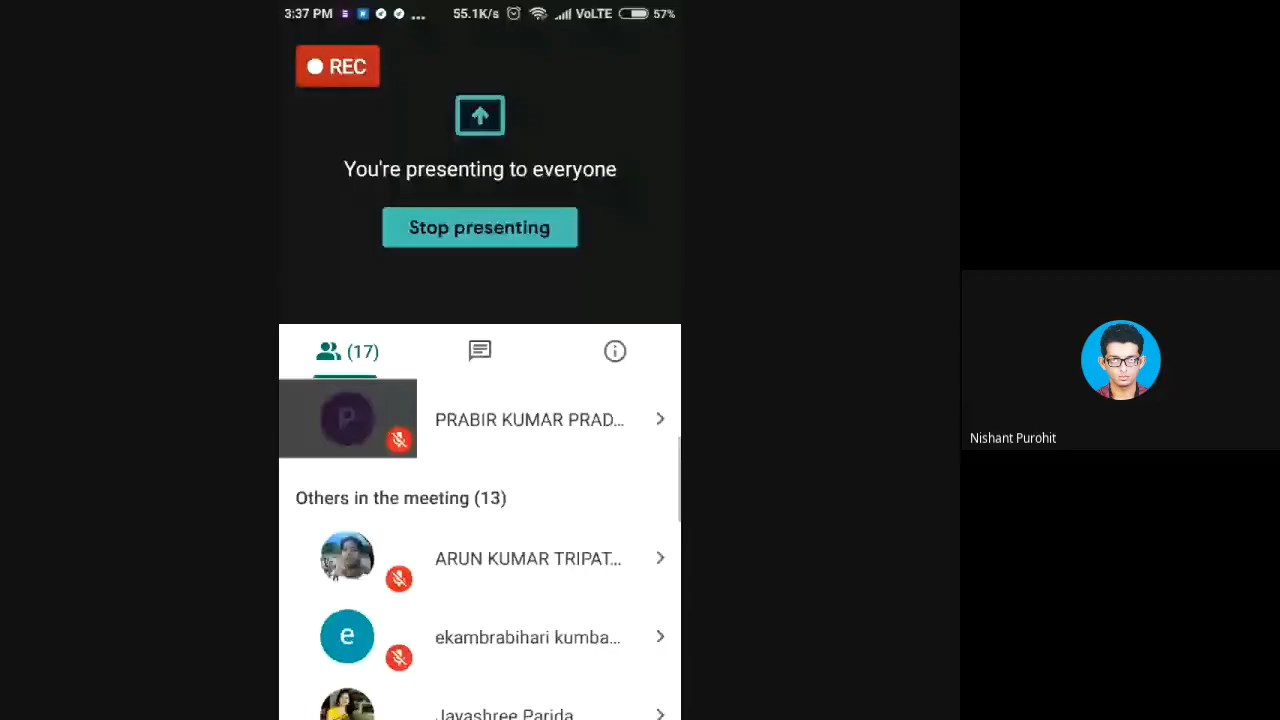 3:37 PM ... 55.1K/s VoLTE 57%
REC
You're presenting to everyone
Stop presenting
(17)
P
PRABIR KUMAR PRAD...
Others in the meeting (13)
ARUN KUMAR TRIPAT...
e
ekambrabihari kumba...
Jayashree Parida
Nishant Purohit